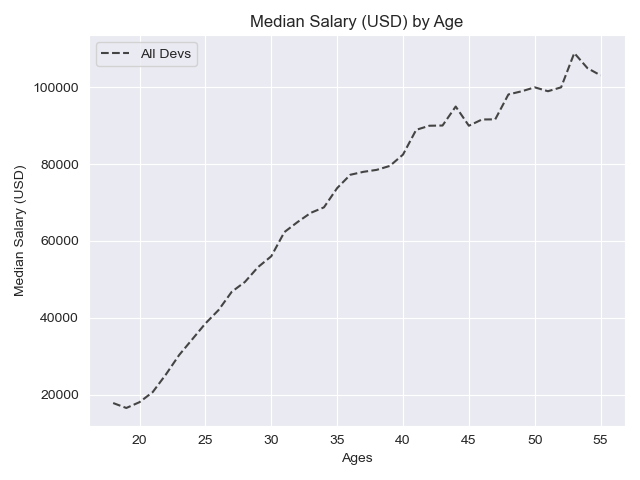 Median Salary (USD) by Age
All Devs
Median Salary (USD)
100000
80000
60000
40000
20000
20 25 30 35 40 45 50 55
Ages